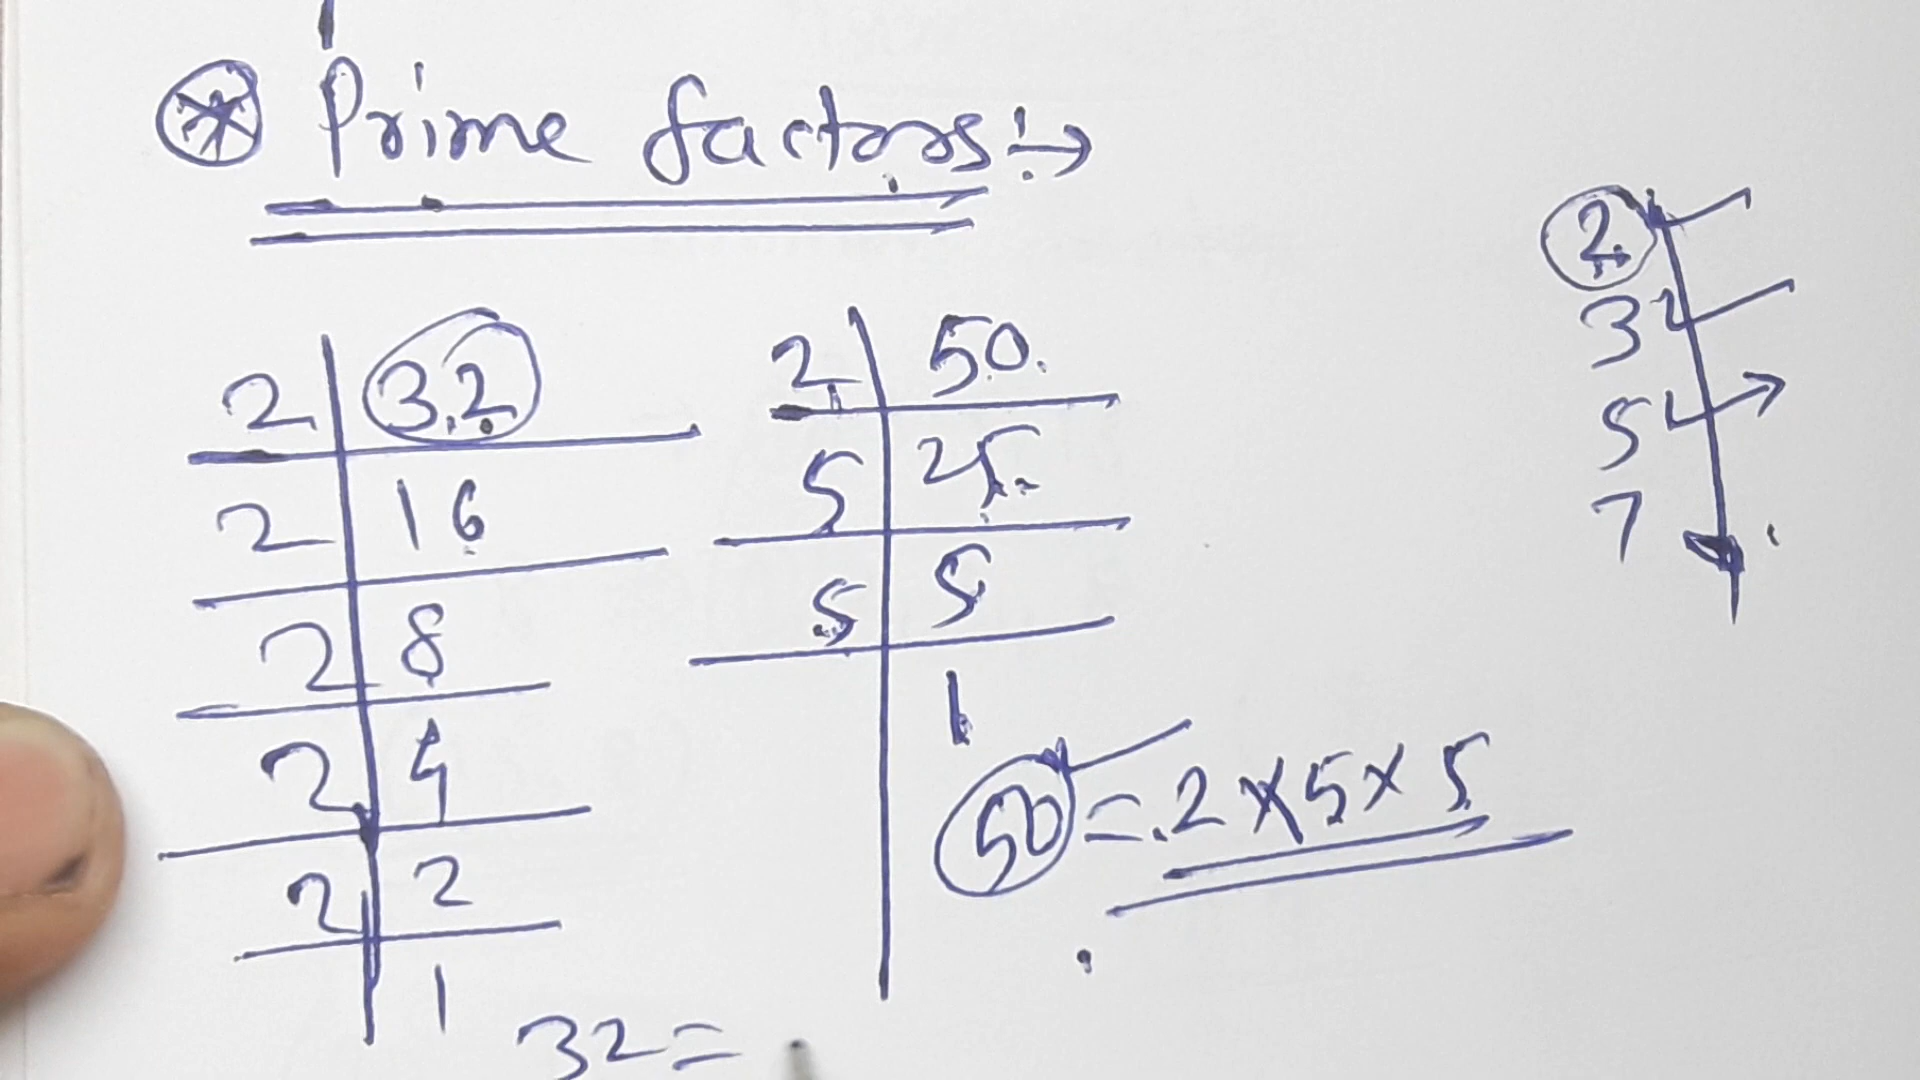 * Prime factors:→
2 | 32
2 | 16
2 | 8
2 | 4
2 | 2
1
32 =
2 | 50
5 | 25
5 | 5
1
50 = 2 × 5 × 5
2
3
5
7